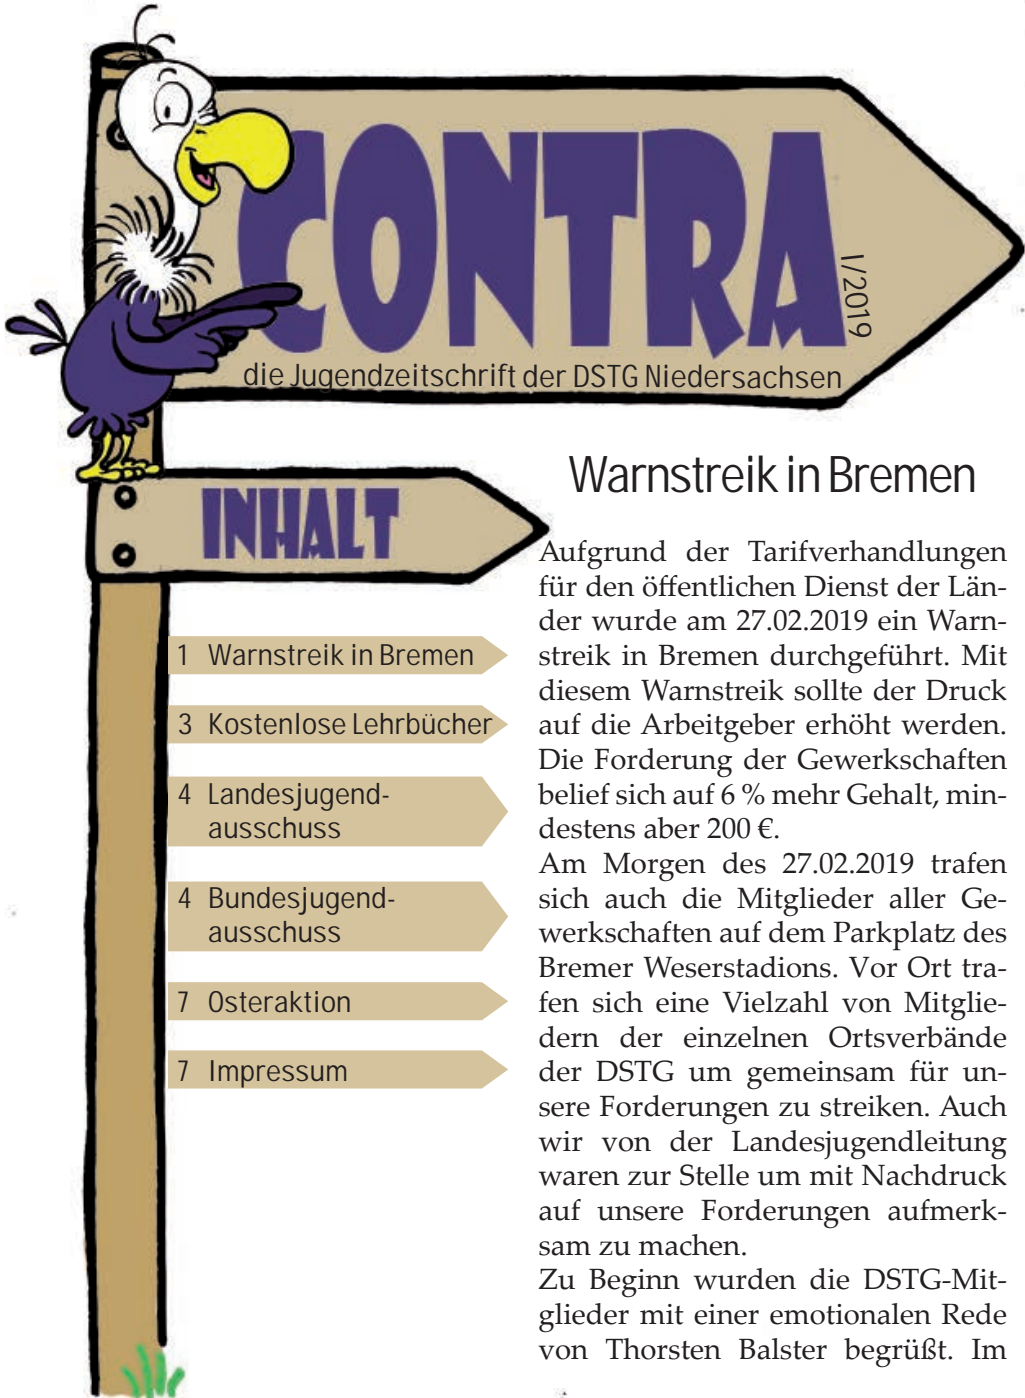 CONTRA
I/2019
die Jugendzeitschrift der DSTG Niedersachsen
INHALT
1 Warnstreik in Bremen
3 Kostenlose Lehrbücher
4 Landesjugend-
ausschuss
4 Bundesjugend-
ausschuss
7 Osteraktion
7 Impressum
Warnstreik in Bremen
Aufgrund der Tarifverhandlungen
für den öffentlichen Dienst der Län-
der wurde am 27.02.2019 ein Warn-
streik in Bremen durchgeführt. Mit
diesem Warnstreik sollte der Druck
auf die Arbeitgeber erhöht werden.
Die Forderung der Gewerkschaften
belief sich auf 6 % mehr Gehalt, min-
destens aber 200 €.
Am Morgen des 27.02.2019 trafen
sich auch die Mitglieder aller Ge-
werkschaften auf dem Parkplatz des
Bremer Weserstadions. Vor Ort tra-
fen sich eine Vielzahl von Mitglie-
dern der einzelnen Ortsverbände
der DSTG um gemeinsam für un-
sere Forderungen zu streiken. Auch
wir von der Landesjugendleitung
waren zur Stelle um mit Nachdruck
auf unsere Forderungen aufmerk-
sam zu machen.
Zu Beginn wurden die DSTG-Mit-
glieder mit einer emotionalen Rede
von Thorsten Balster begrüßt. Im